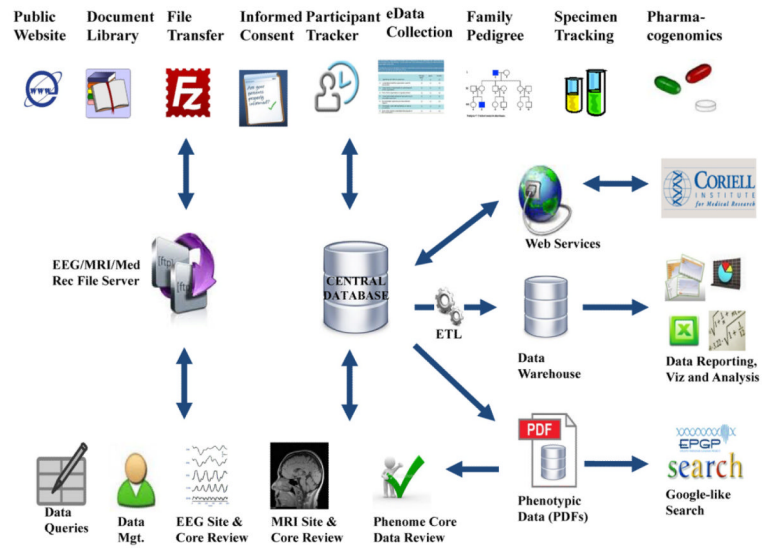 Public
Website
Document
Library
File
Transfer
Informed
Consent
Participant
Tracker
eData
Collection
Family
Pedigree
Specimen
Tracking
Pharma-
cogenomics
www
Fz
EEG/MRI/Med
Rec File Server
[ftp]
CENTRAL
DATABASE
ETL
Web Services
CORIELL
INSTITUTE
for Medical Research
Data
Warehouse
Data Reporting,
Viz and Analysis
PDF
Phenotypic
Data (PDFs)
EPGP
search
Google-like
Search
Data
Queries
Data
Mgt.
EEG Site &
Core Review
MRI Site &
Core Review
Phenome Core
Data Review